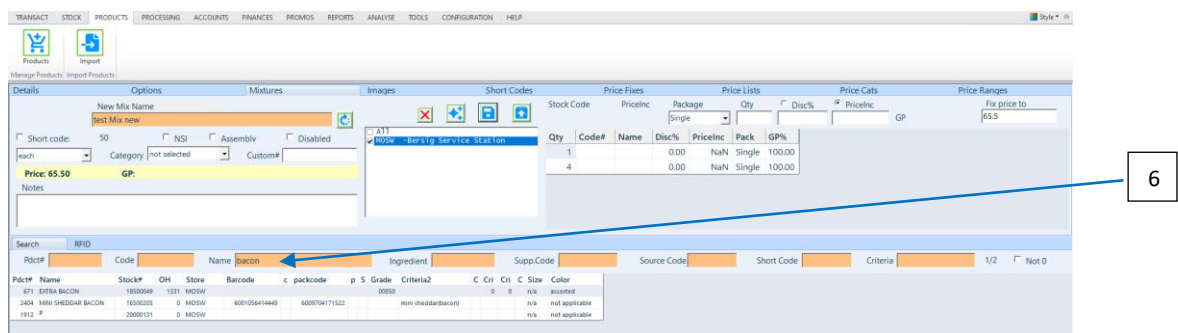 TRANSACT STOCK PRODUCTS PROCESSING ACCOUNTS FINANCES PROMOS REPORTS ANALYSE TOOLS CONFIGURATION HELP Style
Products Import
Manage Products Import Products
Details Options Mixtures Images Short Codes Price Fixes Price Lists Price Cats Price Ranges
New Mix Name
test Mix new
Short code: 50 NSI Assembly Disabled
each Category not selected Custom#
Price: 65.50 GP:
Notes
All
MOSW -Bersig Service Station
Stock Code PriceInc Package Qty Disc% PriceInc GP Fix price to
Single 65.5
Qty Code# Name Disc% PriceInc Pack GP%
1 0.00 NaN Single 100.00
4 0.00 NaN Single 100.00
6
Search RFID
Pdct# Code Name bacon Ingredient Supp.Code Source Code Short Code Criteria 1/2 Not 0
Pdct# Name Stock# OH Store Barcode c packcode p S Grade Criteria2 C Cri Cri C Size Color
671 EITRA BACON 18500049 1331 MOSW 00050 0 0 n/a assorted
2404 MINI SHEDDAR BACON 16500205 0 MOSW 6001056414449 6009704171522 mini cheddar(bacon) n/a not applicable
1912 P 20000131 0 MOSW n/a not applicable